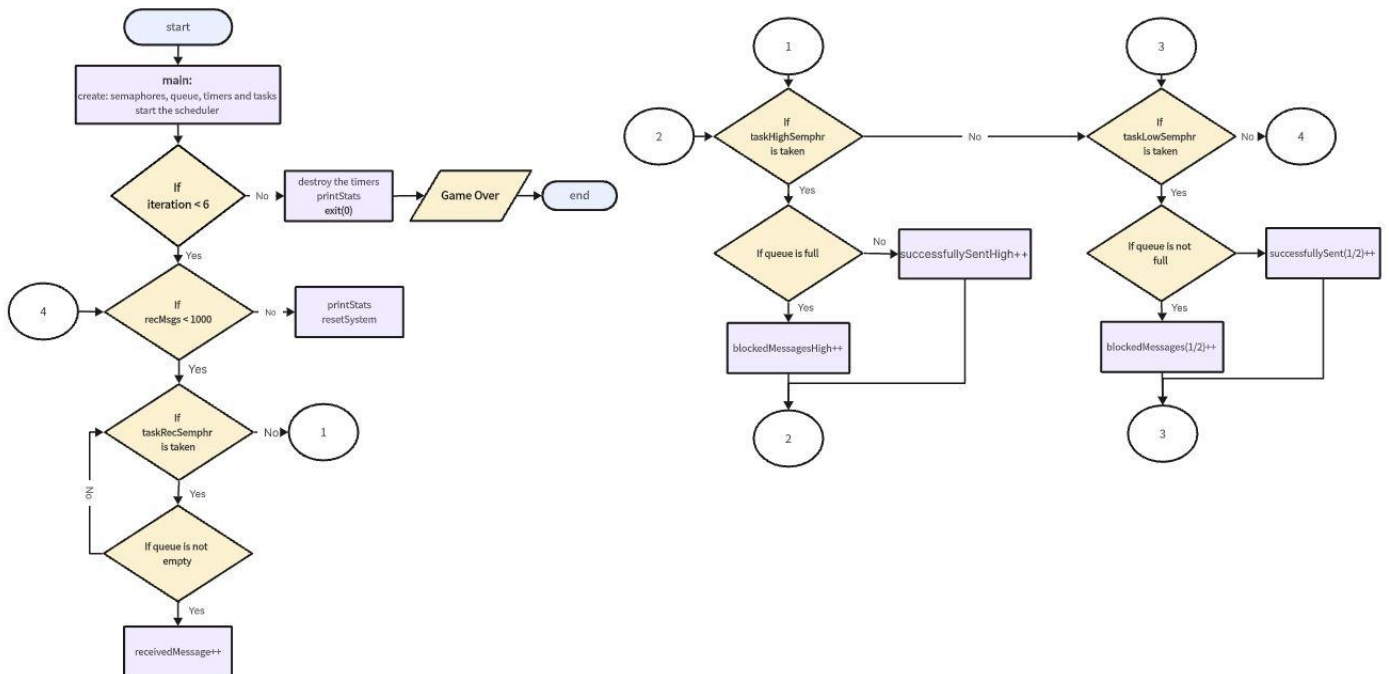 start
main:
create: semaphores, queue, timers and tasks
start the scheduler
If
iteration < 6
No
destroy the timers
printStats
exit(0)
Game Over
end
Yes
4
If
recMsgs < 1000
No
printStats
resetSystem
Yes
If
taskRecSemphr
is taken
No
1
No
Yes
If queue is not
empty
Yes
receivedMessage++
1
2
If
taskHighSemphr
is taken
No
Yes
If queue is full
No
successfullySentHigh++
Yes
blockedMessagesHigh++
2
3
If
taskLowSemphr
is taken
No
4
Yes
If queue is not
full
successfullySent(1/2)++
Yes
blockedMessages(1/2)++
3